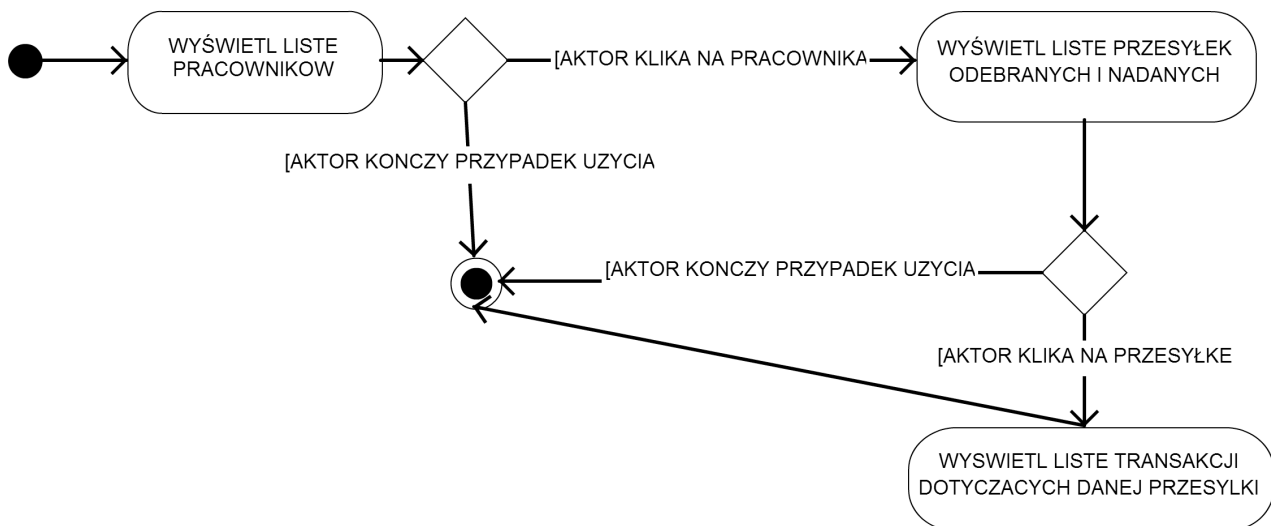 WYŚWIETL LISTE
PRACOWNIKOW
[AKTOR KLIKA NA PRACOWNIKA
WYŚWIETL LISTE PRZESYŁEK
ODEBRANYCH I NADANYCH
[AKTOR KONCZY PRZYPADEK UZYCIA
[AKTOR KONCZY PRZYPADEK UZYCIA
[AKTOR KLIKA NA PRZESYŁKE
WYSWIETL LISTE TRANSAKCJI
DOTYCZACYCH DANEJ PRZESYLKI